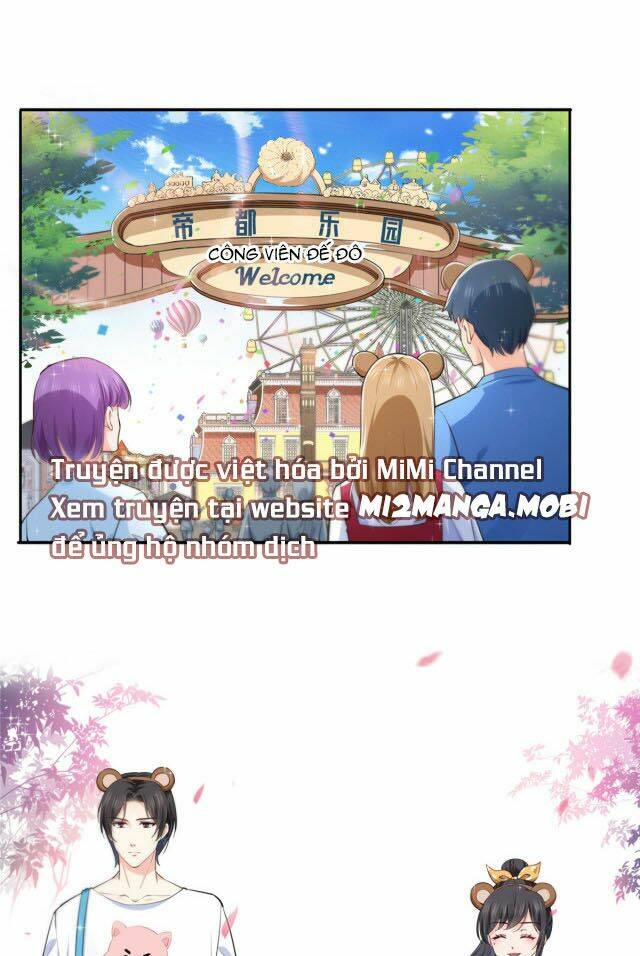 帝都乐园
CÔNG VIÊN ĐẾ ĐÔ
Welcome
Truyện được việt hóa bởi MiMi Channel
Xem truyện tại website MI2MANGA.MOBI
để ủng hộ nhóm dịch